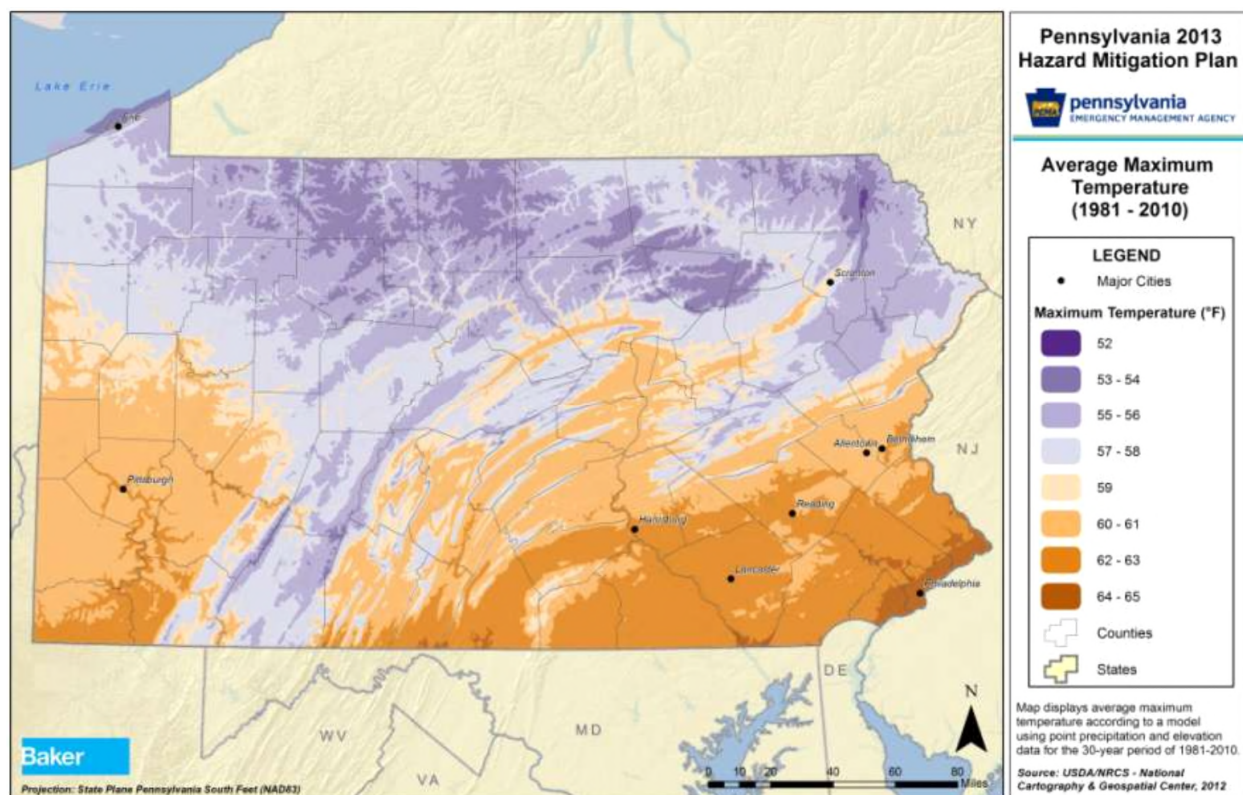 Lake Erie
Erie
Scranton
Allentown
Bethlehem
Pittsburgh
Reading
Harrisburg
Lancaster
Philadelphia
NY
NJ
DE
MD
WV
VA
N
0 10 20 40 60 80
Miles
Baker
Projection: State Plane Pennsylvania South Feet (NAD83)
Pennsylvania 2013
Hazard Mitigation Plan
pennsylvania
EMERGENCY MANAGEMENT AGENCY
Average Maximum
Temperature
(1981 - 2010)
LEGEND
Major Cities
Maximum Temperature (°F)
52
53 - 54
55 - 56
57 - 58
59
60 - 61
62 - 63
64 - 65
Counties
States
Map displays average maximum
temperature according to a model
using point precipitation and elevation
data for the 30-year period of 1981-2010.
Source: USDA/NRCS - National
Cartography & Geospatial Center, 2012